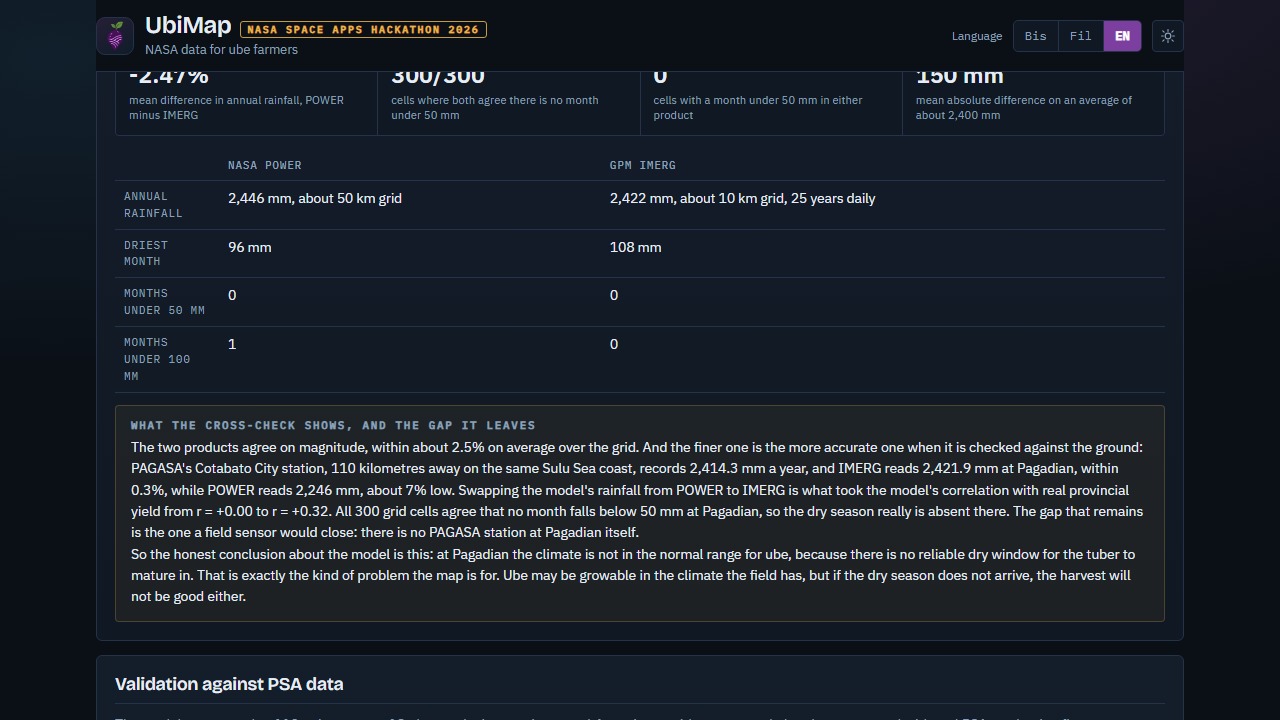 UbiMap NASA SPACE APPS HACKATHON 2026
NASA data for ube farmers
Language Bis Fil EN
-2.47% 300/300 0 150 mm
mean difference in annual rainfall, POWER
minus IMERG
cells where both agree there is no month
under 50 mm
cells with a month under 50 mm in either
product
mean absolute difference on an average of
about 2,400 mm
NASA POWER GPM IMERG
ANNUAL
RAINFALL
2,446 mm, about 50 km grid
2,422 mm, about 10 km grid, 25 years daily
DRIEST
MONTH
96 mm
108 mm
MONTHS
UNDER 50 MM
0
0
MONTHS
UNDER 100
MM
1
0
WHAT THE CROSS-CHECK SHOWS, AND THE GAP IT LEAVES
The two products agree on magnitude, within about 2.5% on average over the grid. And the finer one is the more accurate one when it is checked against the ground:
PAGASA's Cotabato City station, 110 kilometres away on the same Sulu Sea coast, records 2,414.3 mm a year, and IMERG reads 2,421.9 mm at Pagadian, within
0.3%, while POWER reads 2,246 mm, about 7% low. Swapping the model's rainfall from POWER to IMERG is what took the model's correlation with real provincial
yield from r = +0.00 to r = +0.32. All 300 grid cells agree that no month falls below 50 mm at Pagadian, so the dry season really is absent there. The gap that remains
is the one a field sensor would close: there is no PAGASA station at Pagadian itself.
So the honest conclusion about the model is this: at Pagadian the climate is not in the normal range for ube, because there is no reliable dry window for the tuber to
mature in. That is exactly the kind of problem the map is for. Ube may be growable in the climate the field has, but if the dry season does not arrive, the harvest will
not be good either.
Validation against PSA data